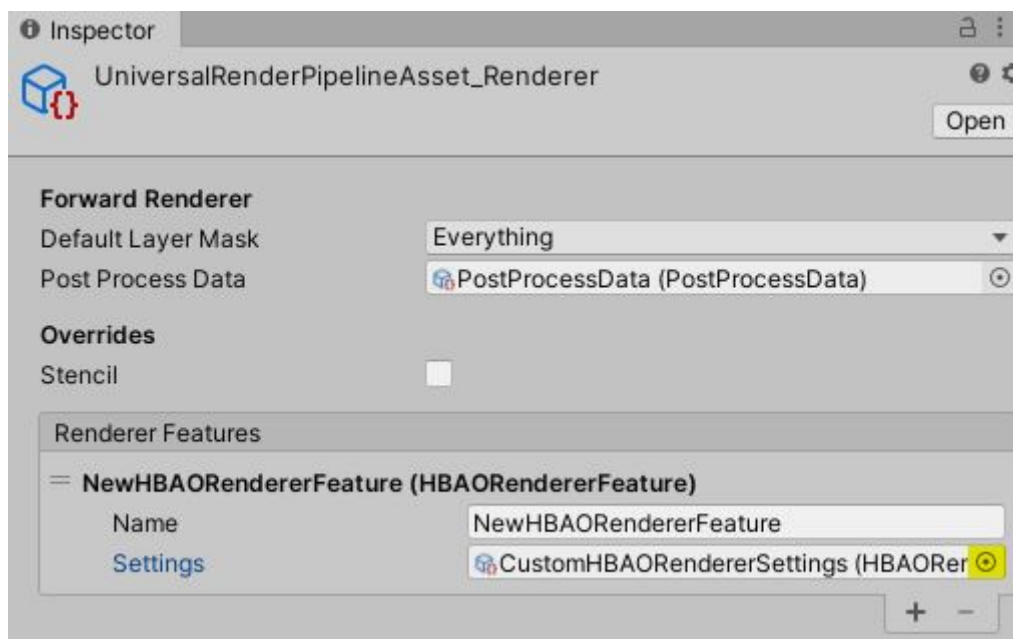 Inspector
UniversalRenderPipelineAsset_Renderer
Open
Forward Renderer
Default Layer Mask Everything
Post Process Data PostProcessData (PostProcessData)
Overrides
Stencil
Renderer Features
NewHBAORendererFeature (HBAORendererFeature)
Name NewHBAORendererFeature
Settings CustomHBAORendererSettings (HBAORer